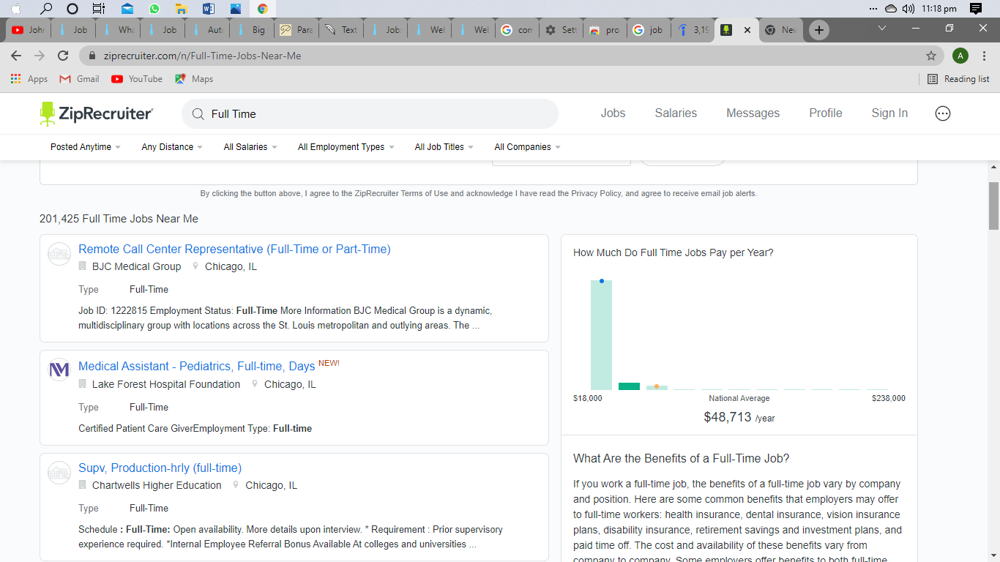 11:18 pm
John
Job
Wha
Job
Auto
Big
Para
Text
Job
Wel
Wel
com
Sett
pro
job
3,19
New
ziprecruiter.com/n/Full-Time-Jobs-Near-Me
A
Apps Gmail YouTube Maps Reading list
ZipRecruiter Full Time Jobs Salaries Messages Profile Sign In
Posted Anytime Any Distance All Salaries All Employment Types All Job Titles All Companies
By clicking the button above, I agree to the ZipRecruiter Terms of Use and acknowledge I have read the Privacy Policy, and agree to receive email job alerts.
201,425 Full Time Jobs Near Me
Remote Call Center Representative (Full-Time or Part-Time)
BJC Medical Group Chicago, IL
Type Full-Time
Job ID: 1222815 Employment Status: Full-Time More Information BJC Medical Group is a dynamic,
multidisciplinary group with locations across the St. Louis metropolitan and outlying areas. The ...
Medical Assistant - Pediatrics, Full-time, Days NEW!
Lake Forest Hospital Foundation Chicago, IL
Type Full-Time
Certified Patient Care GiverEmployment Type: Full-time
Supv, Production-hrly (full-time)
Chartwells Higher Education Chicago, IL
Type Full-Time
Schedule : Full-Time: Open availability. More details upon interview. * Requirement : Prior supervisory
experience required. *Internal Employee Referral Bonus Available At colleges and universities ...
How Much Do Full Time Jobs Pay per Year?
$18,000 National Average $238,000
$48,713 /year
What Are the Benefits of a Full-Time Job?
If you work a full-time job, the benefits of a full-time job vary by company
and position. Here are some common benefits that employers may offer
to full-time workers: health insurance, dental insurance, vision insurance
plans, disability insurance, retirement savings and investment plans, and
paid time off. The cost and availability of these benefits vary from
company to company. Some employers offer benefits to both full-time